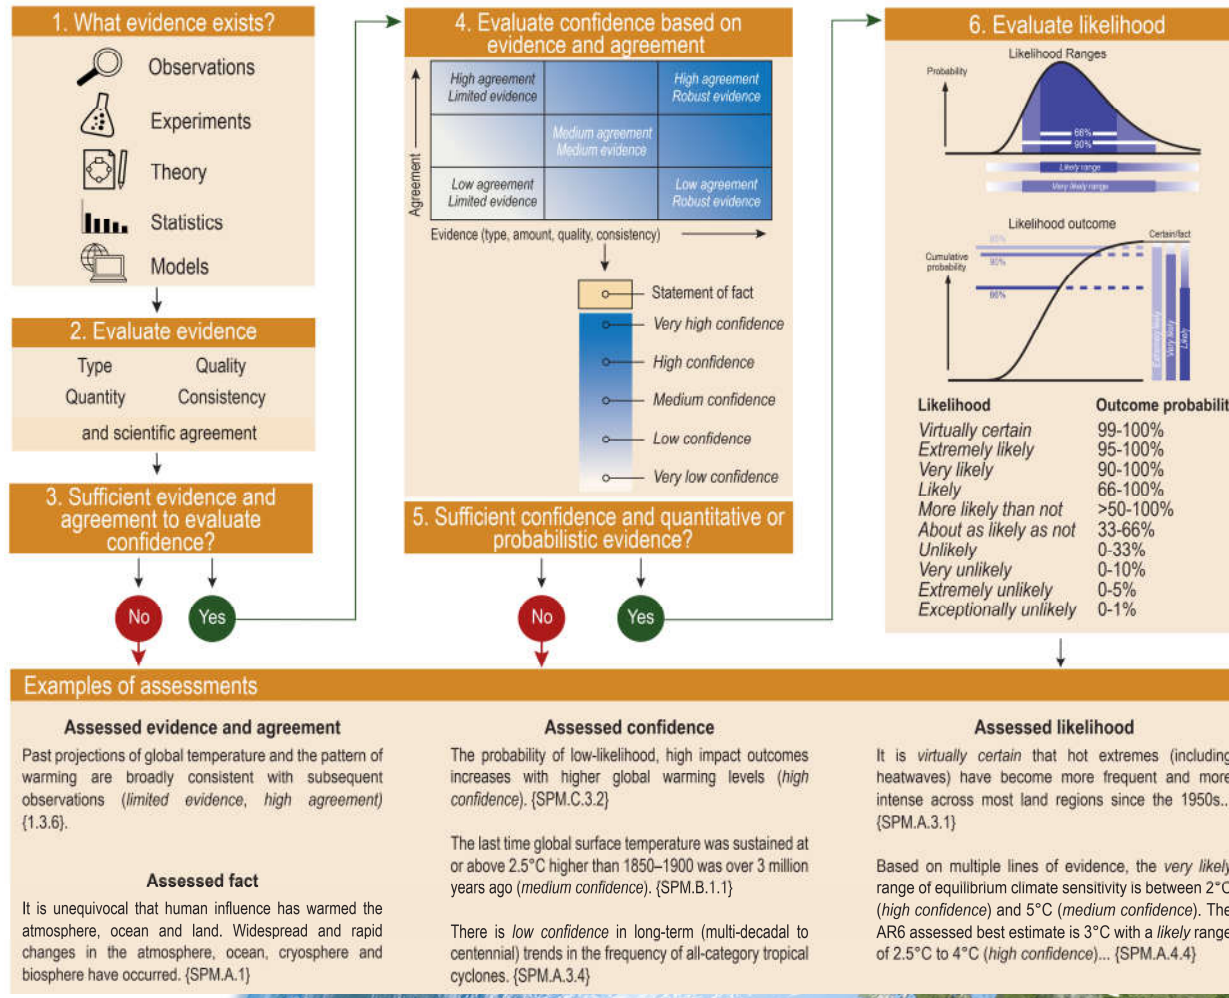 1. What evidence exists?
Observations
Experiments
Theory
Statistics
Models
2. Evaluate evidence
Type Quality
Quantity Consistency
and scientific agreement
3. Sufficient evidence and
agreement to evaluate
confidence?
No Yes
4. Evaluate confidence based on
evidence and agreement
Agreement
High agreement
Limited evidence
High agreement
Robust evidence
Medium agreement
Medium evidence
Low agreement
Limited evidence
Low agreement
Robust evidence
Evidence (type, amount, quality, consistency)
Statement of fact
Very high confidence
High confidence
Medium confidence
Low confidence
Very low confidence
5. Sufficient confidence and quantitative or
probabilistic evidence?
No Yes
6. Evaluate likelihood
Likelihood Ranges
Probability
66%
90%
Likely range
Very likely range
Likelihood outcome
Certain/fact
Cumulative
probability
95%
66%
Extremely likely
Very likely
Likely
Likelihood Outcome probabilit
Virtually certain 99-100%
Extremely likely 95-100%
Very likely 90-100%
Likely 66-100%
More likely than not >50-100%
About as likely as not 33-66%
Unlikely 0-33%
Very unlikely 0-10%
Extremely unlikely 0-5%
Exceptionally unlikely 0-1%
Examples of assessments
Assessed evidence and agreement
Past projections of global temperature and the pattern of
warming are broadly consistent with subsequent
observations (limited evidence, high agreement)
{1.3.6}.
Assessed fact
It is unequivocal that human influence has warmed the
atmosphere, ocean and land. Widespread and rapid
changes in the atmosphere, ocean, cryosphere and
biosphere have occurred. {SPM.A.1}
Assessed confidence
The probability of low-likelihood, high impact outcomes
increases with higher global warming levels (high
confidence). {SPM.C.3.2}
The last time global surface temperature was sustained at
or above 2.5°C higher than 1850–1900 was over 3 million
years ago (medium confidence). {SPM.B.1.1}
There is low confidence in long-term (multi-decadal to
centennial) trends in the frequency of all-category tropical
cyclones. {SPM.A.3.4}
Assessed likelihood
It is virtually certain that hot extremes (including
heatwaves) have become more frequent and more
intense across most land regions since the 1950s...
{SPM.A.3.1}
Based on multiple lines of evidence, the very likely
range of equilibrium climate sensitivity is between 2°C
(high confidence) and 5°C (medium confidence). The
AR6 assessed best estimate is 3°C with a likely range
of 2.5°C to 4°C (high confidence)... {SPM.A.4.4}